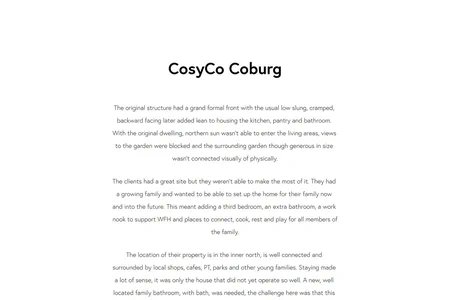 CosyCo Coburg
The original structure had a grand formal front with the usual low slung, cramped,
backward facing later added lean to housing the kitchen, pantry and bathroom.
With the original dwelling, northern sun wasn't able to enter the living areas, views
to the garden were blocked and the surrounding garden though generous in size
wasn't connected visually of physically.
The clients had a great site but they weren't able to make the most of it. They had
a growing family and wanted to be able to set up the home for their family now
and into the future. This meant adding a third bedroom, an extra bathroom, a work
nook to support WFH and places to connect, cook, rest and play for all members of
the family.
The location of their property is in the inner north, is well connected and
surrounded by local shops, cafes, PT, parks and other young families. Staying made
a lot of sense, it was only the house that did not yet operate so well. A new, well
located family bathroom, with bath, was needed, the challenge here was that this